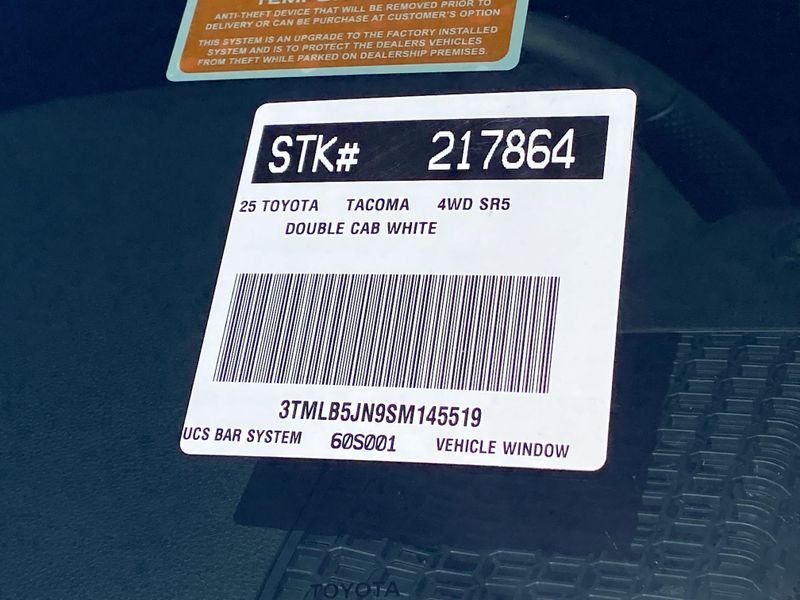 ANTI-THEFT DEVICE THAT WILL BE REMOVED PRIOR TO
DELIVERY OR CAN BE PURCHASE AT CUSTOMER'S OPTION
THIS SYSTEM IS AN UPGRADE TO THE FACTORY INSTALLED
SYSTEM AND IS TO PROTECT THE DEALERS VEHICLES
FROM THEFT WHILE PARKED ON DEALERSHIP PREMISES.
STK# 217864
25 TOYOTA TACOMA 4WD SR5
DOUBLE CAB WHITE
3TMLB5JN9SM145519
UCS BAR SYSTEM 60S001 VEHICLE WINDOW
TOYOTA